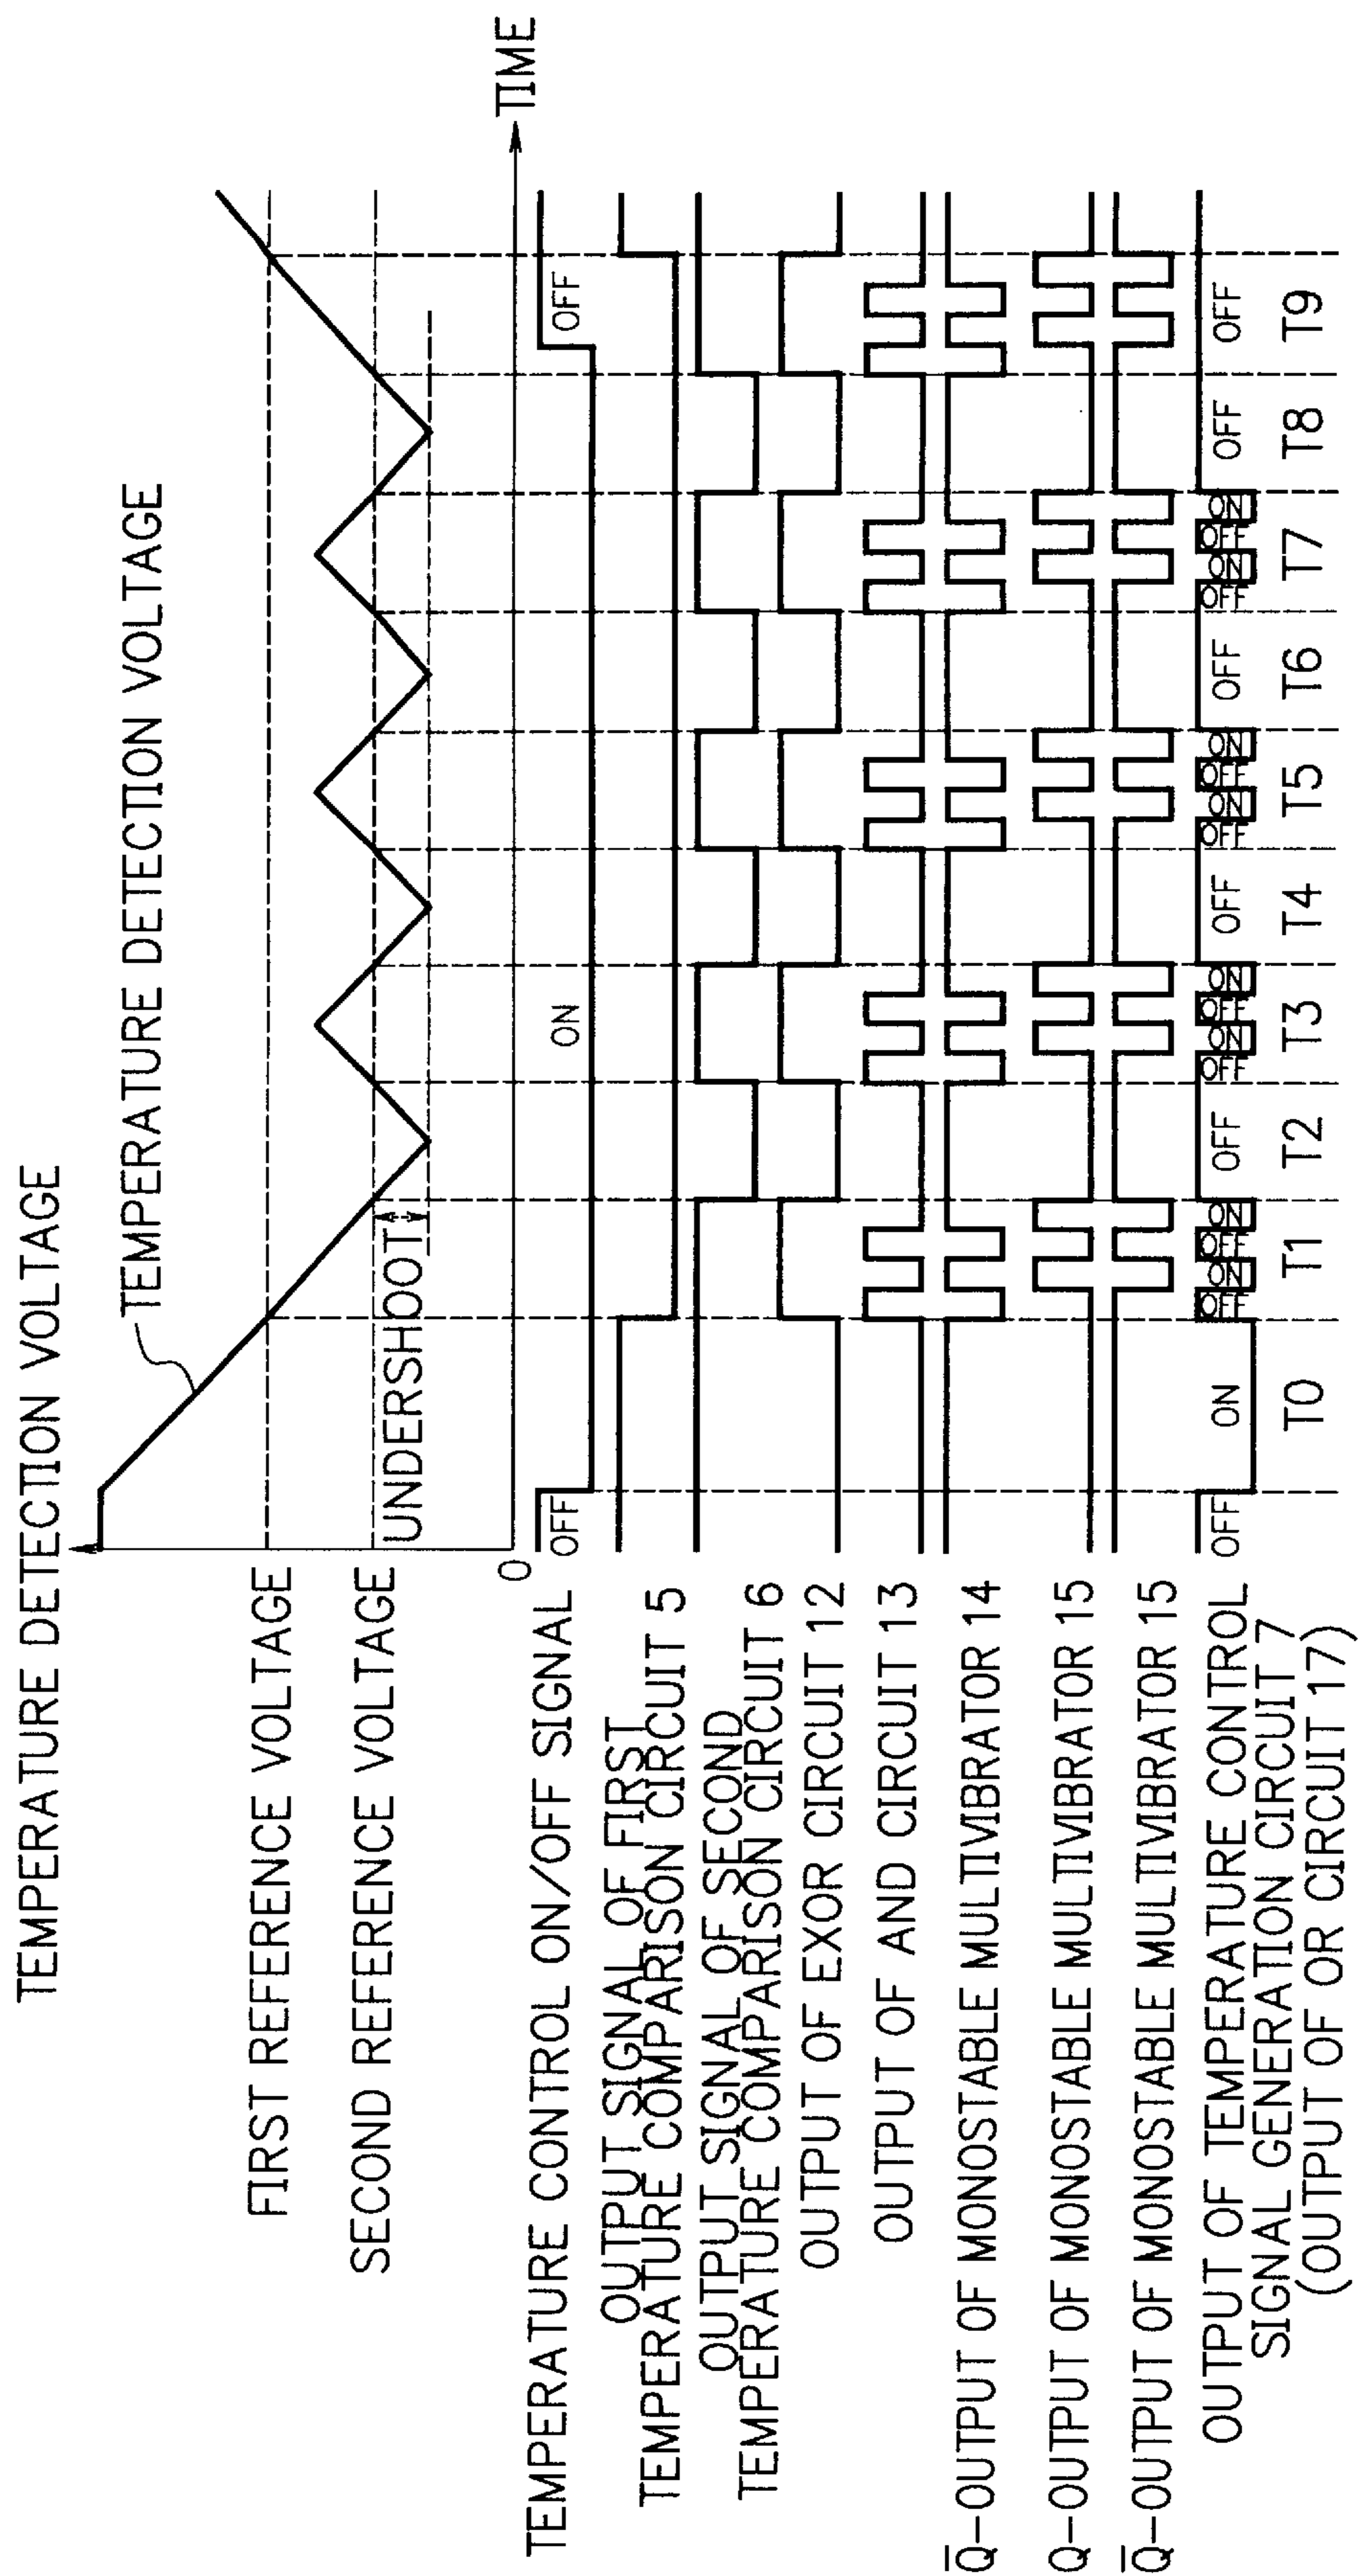 TEMPERATURE DETECTION VOLTAGE
TEMPERATURE DETECTION VOLTAGE
FIRST REFERENCE VOLTAGE
SECOND REFERENCE VOLTAGE
UNDERSHOOT
0
TIME
TEMPERATURE CONTROL ON/OFF SIGNAL
OFF
ON
OFF
OUTPUT SIGNAL OF FIRST
TEMPERATURE COMPARISON CIRCUIT 5
OUTPUT SIGNAL OF SECOND
TEMPERATURE COMPARISON CIRCUIT 6
OUTPUT OF EXOR CIRCUIT 12
OUTPUT OF AND CIRCUIT 13
Q̅-OUTPUT OF MONOSTABLE MULTIVIBRATOR 14
Q-OUTPUT OF MONOSTABLE MULTIVIBRATOR 15
Q̅-OUTPUT OF MONOSTABLE MULTIVIBRATOR 15
OUTPUT OF TEMPERATURE CONTROL
SIGNAL GENERATION CIRCUIT 7
(OUTPUT OF OR CIRCUIT 17)
OFF ON OFF ON OFF ON OFF OFF ON OFF ON OFF OFF ON OFF ON OFF OFF ON OFF ON OFF OFF
T0 T1 T2 T3 T4 T5 T6 T7 T8 T9